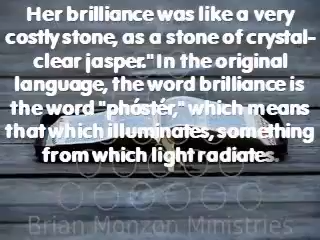 Her brilliance was like a very
costly stone, as a stone of crystal-
clear jasper." In the original
language, the word brilliance is
the word "phóstér," which means
that which illuminates, something
from which light radiates.
Brian Monzon Ministries